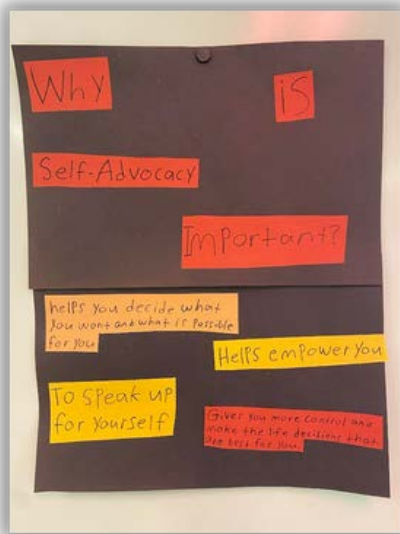 Why
is
Self-Advocacy
Important?
helps you decide what
you want and what is possible
for you
Helps empower you
To speak up
for yourself
Gives you more control and
make the life decisions that
are best for you.